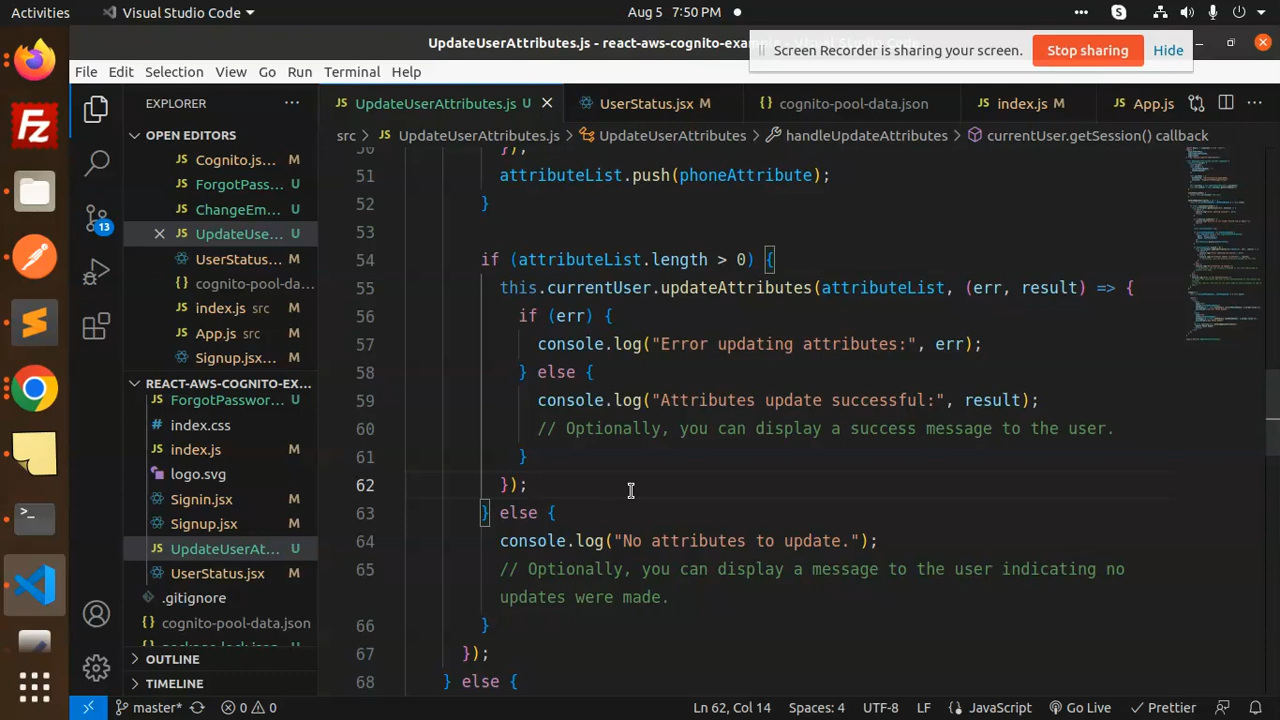 Activities
Visual Studio Code
Aug 5 7:50 PM
UpdateUserAttributes.js - react-aws-cognito-example - Visual Studio Code
Screen Recorder is sharing your screen.
Stop sharing
Hide
File Edit Selection View Go Run Terminal Help
EXPLORER
UpdateUserAttributes.js U
UserStatus.jsx M
cognito-pool-data.json
index.js M
App.js
OPEN EDITORS
src > UpdateUserAttributes.js > UpdateUserAttributes > handleUpdateAttributes > currentUser.getSession() callback
Cognito.js... M
ForgotPass... U
ChangeEm... U
UpdateUse... U
UserStatus... M
cognito-pool-da...
index.js src M
App.js src M
Signup.jsx... M
REACT-AWS-COGNITO-EX...
ForgotPasswor... U
index.css
index.js M
logo.svg
Signin.jsx M
Signup.jsx M
UpdateUserAt... U
UserStatus.jsx M
.gitignore
cognito-pool-data.json
package-lock.json M
OUTLINE
TIMELINE
13
50 });
51 attributeList.push(phoneAttribute);
52 }
53
54 if (attributeList.length > 0) {
55 this.currentUser.updateAttributes(attributeList, (err, result) => {
56 if (err) {
57 console.log("Error updating attributes:", err);
58 } else {
59 console.log("Attributes update successful:", result);
60 // Optionally, you can display a success message to the user.
61 }
62 });
63 } else {
64 console.log("No attributes to update.");
65 // Optionally, you can display a message to the user indicating no
updates were made.
66 }
67 });
68 } else {
master* 0 0 Ln 62, Col 14 Spaces: 4 UTF-8 LF JavaScript Go Live Prettier